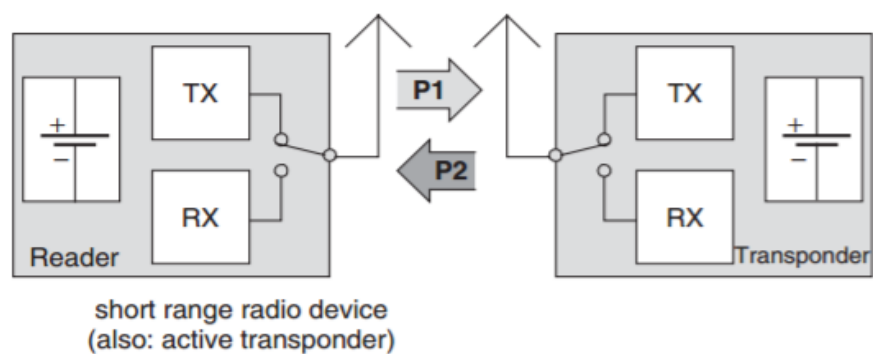 TX
RX
+
−
Reader
P1
P2
TX
RX
+
−
Transponder
short range radio device
(also: active transponder)